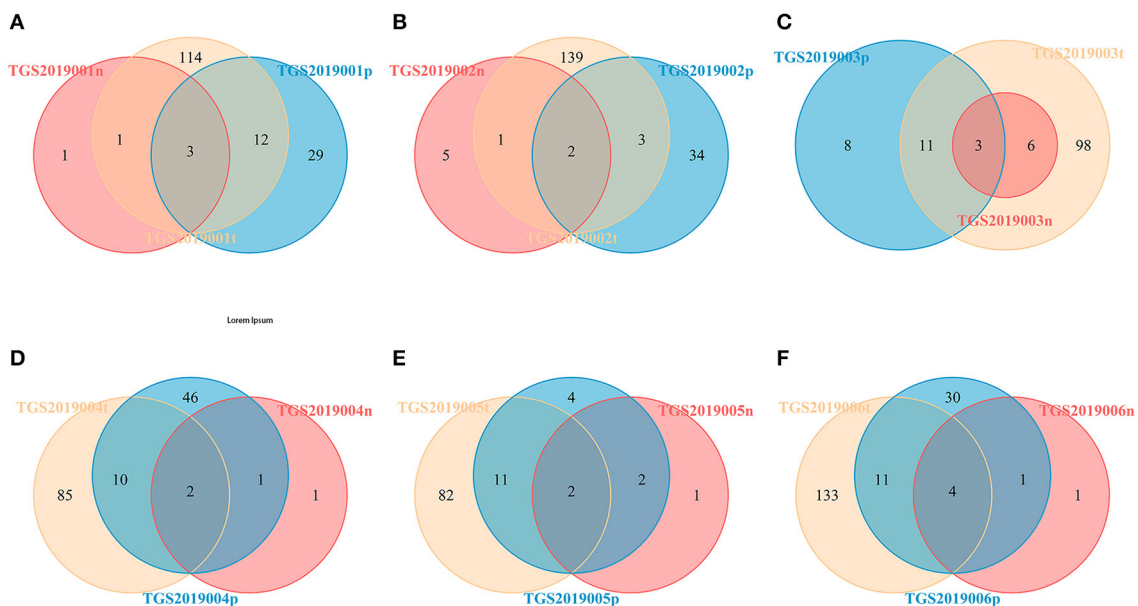 A
B
C
114
TGS2019001n
TGS2019001p
1
1
3
12
29
TGS2019001t
139
TGS2019002n
TGS2019002p
5
1
2
3
34
TGS2019002t
TGS2019003p
TGS2019003t
8
11
3
6
98
TGS2019003n
Lorem Ipsum
D
E
F
46
TGS2019004t
TGS2019004n
85
10
2
1
1
TGS2019004p
4
TGS2019005t
TGS2019005n
82
11
2
2
1
TGS2019005p
30
TGS2019006t
TGS2019006n
133
11
4
1
1
TGS2019006p